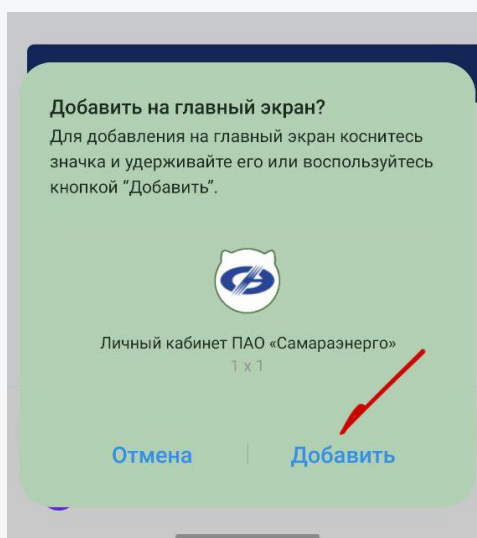 Добавить на главный экран?
Для добавления на главный экран коснитесь
значка и удерживайте его или воспользуйтесь
кнопкой "Добавить".
Личный кабинет ПАО «Самараэнерго»
1 x 1
Отмена
Добавить